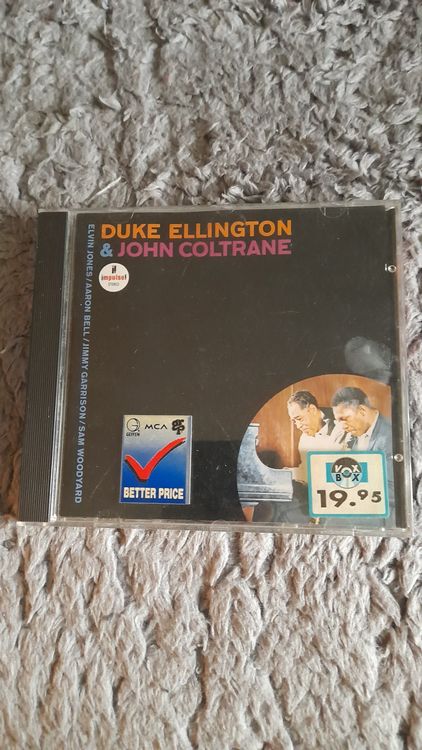 DUKE ELLINGTON
& JOHN COLTRANE
ELVIN JONES/AARON BELL/JIMMY GARRISON/SAM WOODYARD
impulse!
STEREO
GEFFEN MCA GRP
BETTER PRICE
VOX
BOX
19.95